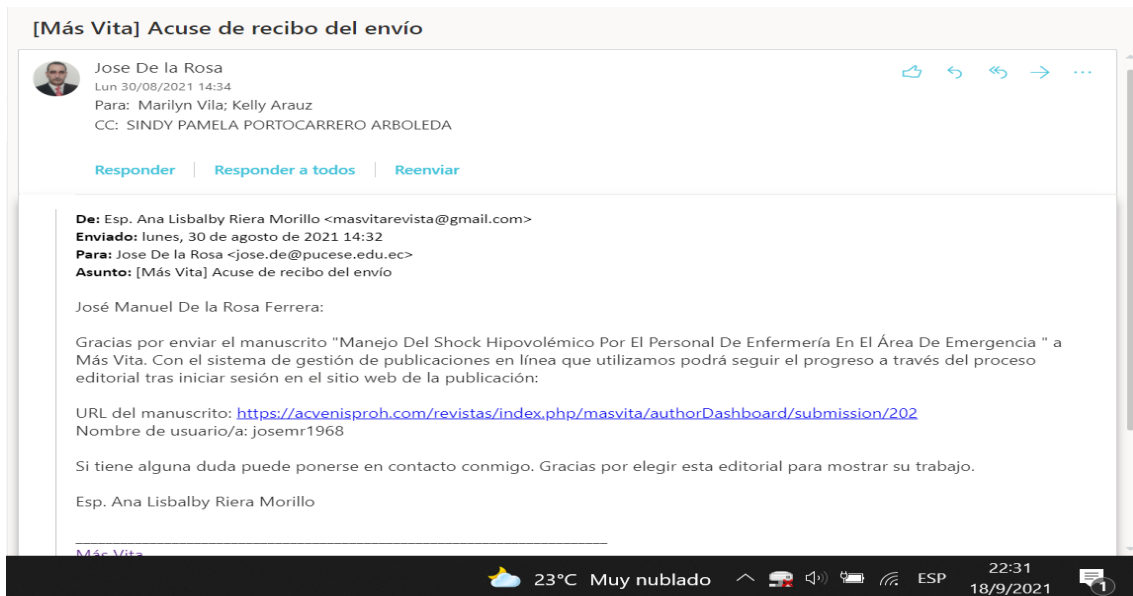 [Más Vita] Acuse de recibo del envío
Jose De la Rosa
Lun 30/08/2021 14:34
Para: Marilyn Vila; Kelly Arauz
CC: SINDY PAMELA PORTOCARRERO ARBOLEDA
Responder
Responder a todos
Reenviar
De: Esp. Ana Lisbalby Riera Morillo <masvitarevista@gmail.com>
Enviado: lunes, 30 de agosto de 2021 14:32
Para: Jose De la Rosa <jose.de@pucese.edu.ec>
Asunto: [Más Vita] Acuse de recibo del envío
José Manuel De la Rosa Ferrera:
Gracias por enviar el manuscrito "Manejo Del Shock Hipovolémico Por El Personal De Enfermería En El Área De Emergencia " a
Más Vita. Con el sistema de gestión de publicaciones en línea que utilizamos podrá seguir el progreso a través del proceso
editorial tras iniciar sesión en el sitio web de la publicación:
URL del manuscrito: https://acvenisproh.com/revistas/index.php/masvita/authorDashboard/submission/202
Nombre de usuario/a: josemr1968
Si tiene alguna duda puede ponerse en contacto conmigo. Gracias por elegir esta editorial para mostrar su trabajo.
Esp. Ana Lisbalby Riera Morillo
Más Vita
23°C Muy nublado
ESP
22:31
18/9/2021
1